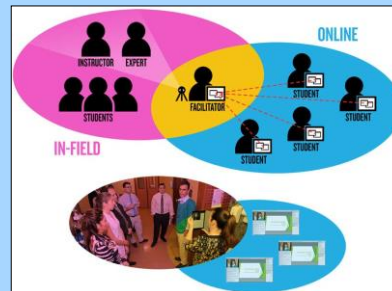 ONLINE
INSTRUCTOR EXPERT
STUDENT
FACILITATOR
STUDENT
STUDENTS
STUDENT
IN-FIELD
STUDENT